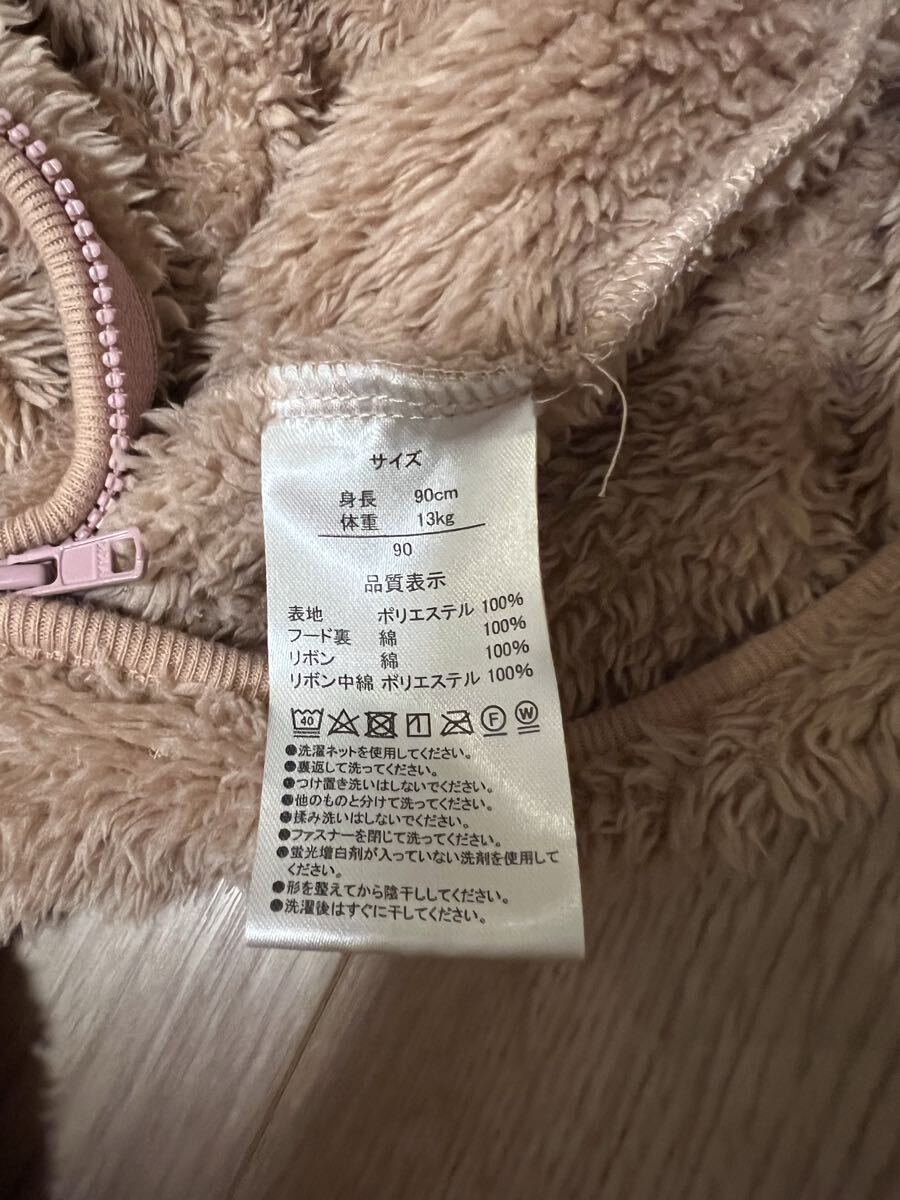 サイズ
身長 90cm
体重 13kg
90
品質表示
表地 ポリエステル 100%
フード裏 綿 100%
リボン 綿 100%
リボン中綿 ポリエステル 100%
40 F W
●洗濯ネットを使用してください。
●裏返して洗ってください。
●つけ置き洗いはしないでください。
●他のものと分けて洗ってください。
●揉み洗いはしないでください。
●ファスナーを閉じて洗ってください。
●蛍光増白剤が入っていない洗剤を使用して
ください。
●形を整えてから陰干ししてください。
●洗濯後はすぐに干してください。